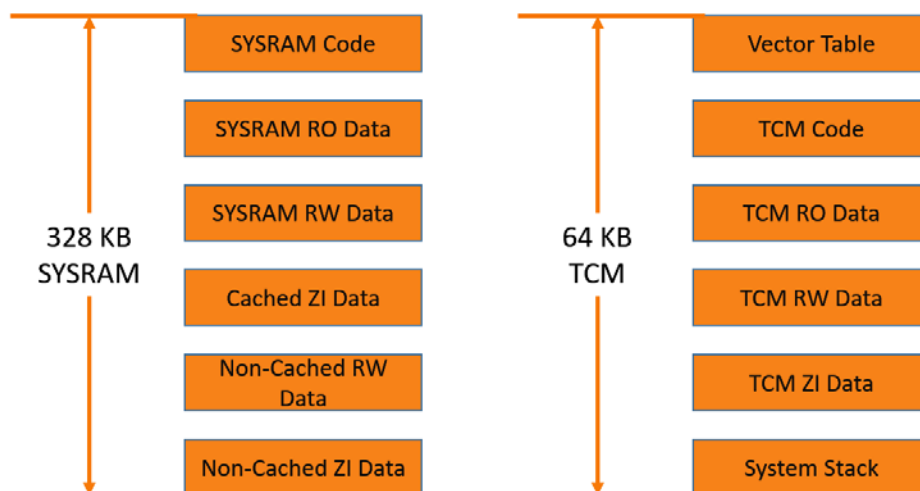 SYSRAM Code
SYSRAM RO Data
SYSRAM RW Data
328 KB
SYSRAM
Cached ZI Data
Non-Cached RW
Data
Non-Cached ZI Data
Vector Table
TCM Code
TCM RO Data
64 KB
TCM
TCM RW Data
TCM ZI Data
System Stack